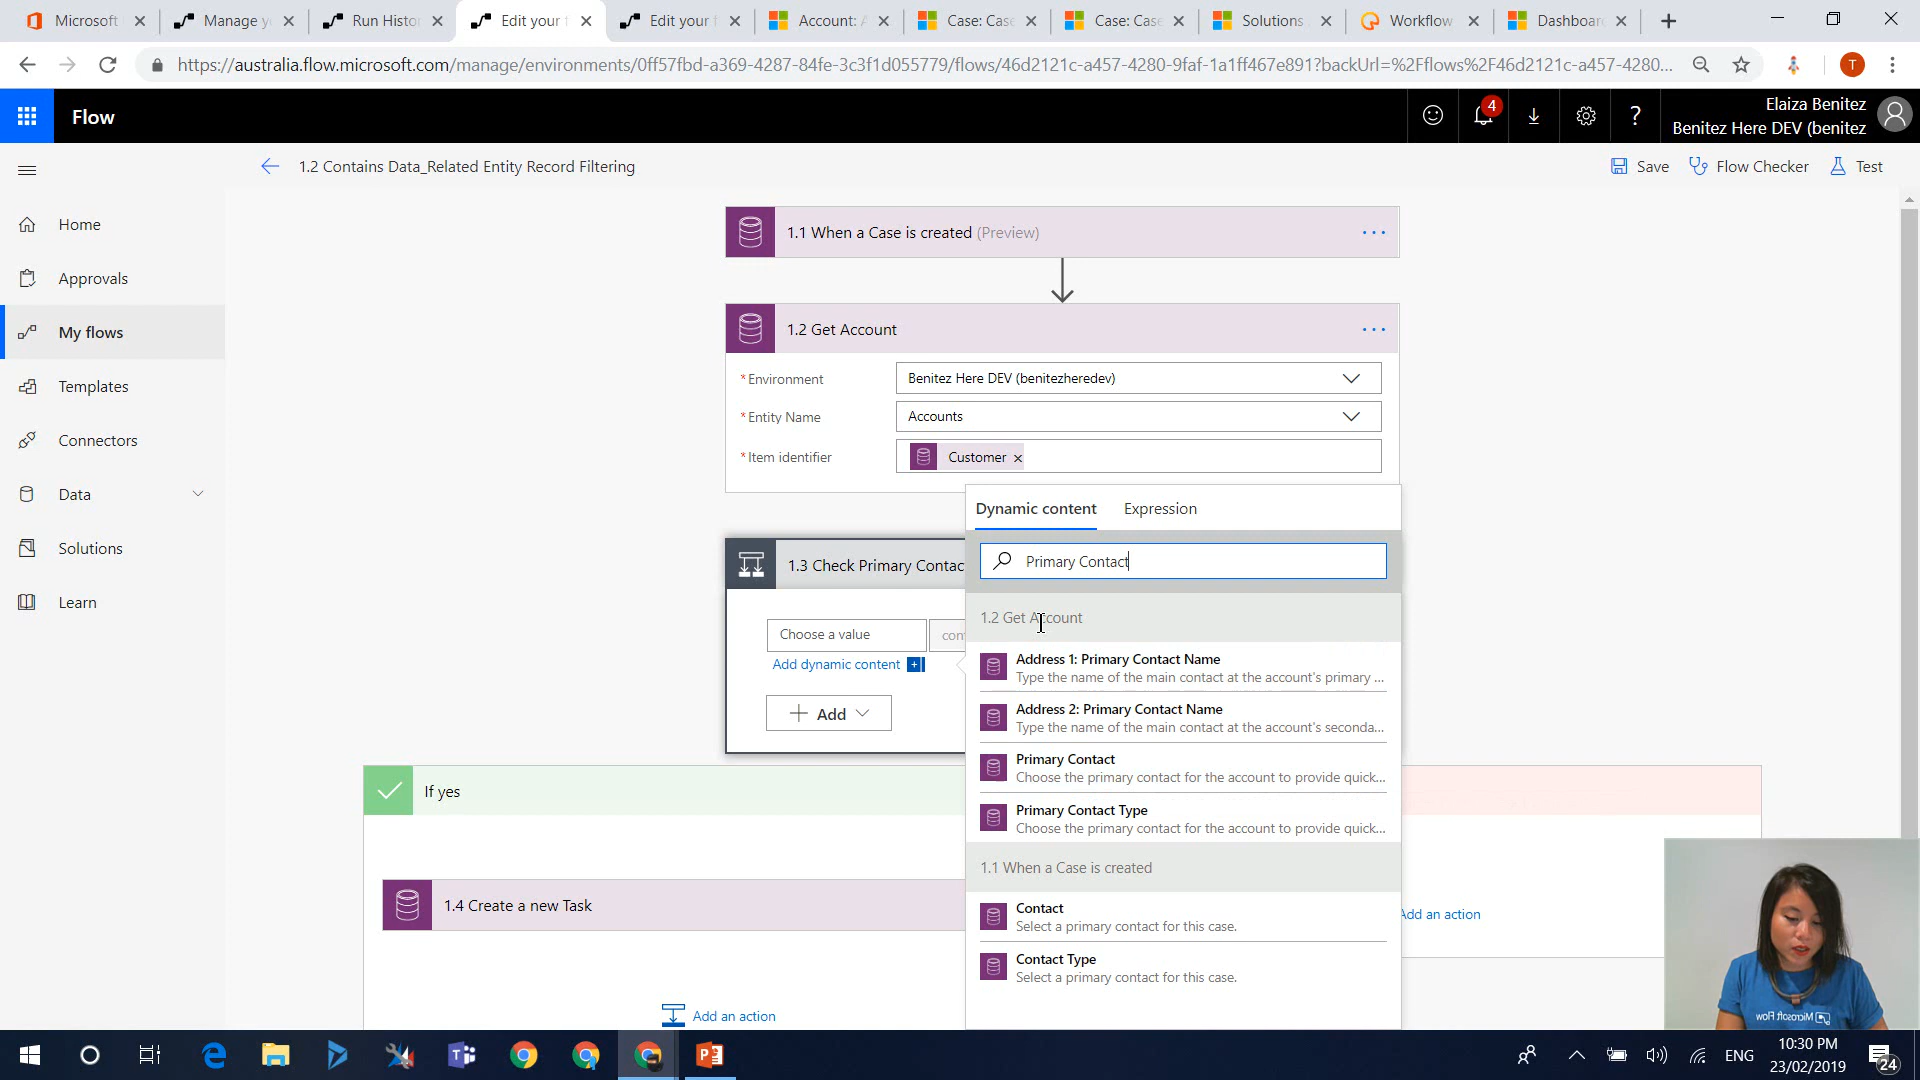 Microsoft
Manage y
Run Histo
Edit your
Edit your
Account: A
Case: Case
Case: Case
Solutions
Workflow
Dashboar
https://australia.flow.microsoft.com/manage/environments/0ff57fbd-a369-4287-84fe-3c3f1d055779/flows/46d2121c-a457-4280-9faf-1a1ff467e891?backUrl=%2Fflows%2F46d2121c-a457-4280...
T
Flow
4
?
Elaiza Benitez
Benitez Here DEV (benitez
1.2 Contains Data_Related Entity Record Filtering
Save
Flow Checker
Test
Home
Approvals
My flows
Templates
Connectors
Data
Solutions
Learn
1.1 When a Case is created (Preview)
1.2 Get Account
*Environment
Benitez Here DEV (benitezheredev)
*Entity Name
Accounts
*Item identifier
Customer
Dynamic content
Expression
Primary Contact
1.2 Get Account
Address 1: Primary Contact Name
Type the name of the main contact at the account's primary ...
Address 2: Primary Contact Name
Type the name of the main contact at the account's seconda...
Primary Contact
Choose the primary contact for the account to provide quick...
Primary Contact Type
Choose the primary contact for the account to provide quick...
1.1 When a Case is created
Contact
Select a primary contact for this case.
Contact Type
Select a primary contact for this case.
1.3 Check Primary Contac
Choose a value
con
Add dynamic content
Add
If yes
1.4 Create a new Task
Add an action
Add an action
Microsoft Flow
ENG
10:30 PM
23/02/2019
24